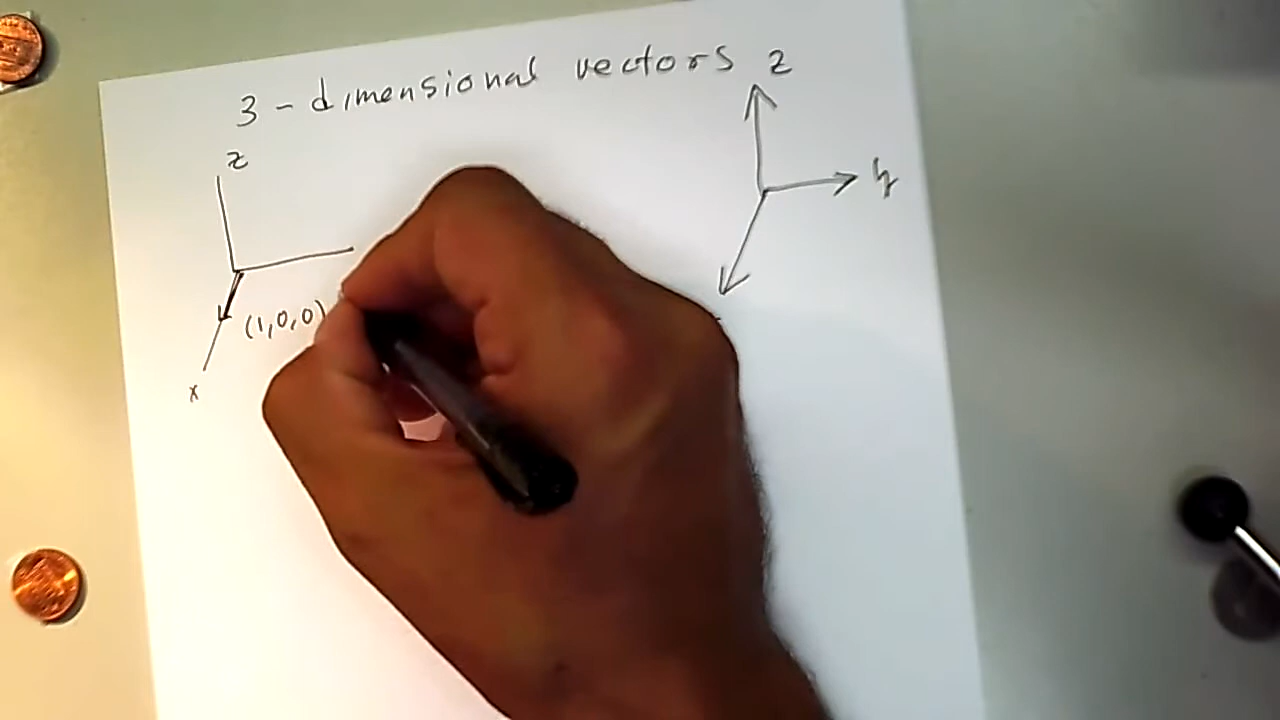 3 - dimensional vectors
z
z
y
(1,0,0)
x